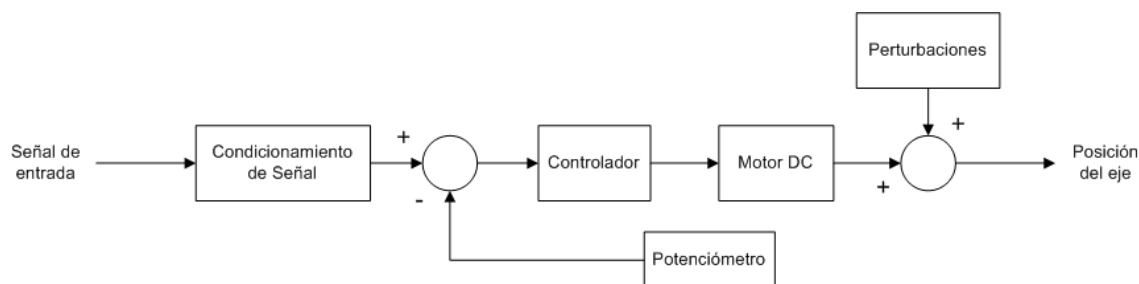 Perturbaciones
Señal de
entrada
Condicionamiento
de Señal
+
-
Controlador
Motor DC
+
+
Posición
del eje
Potenciómetro